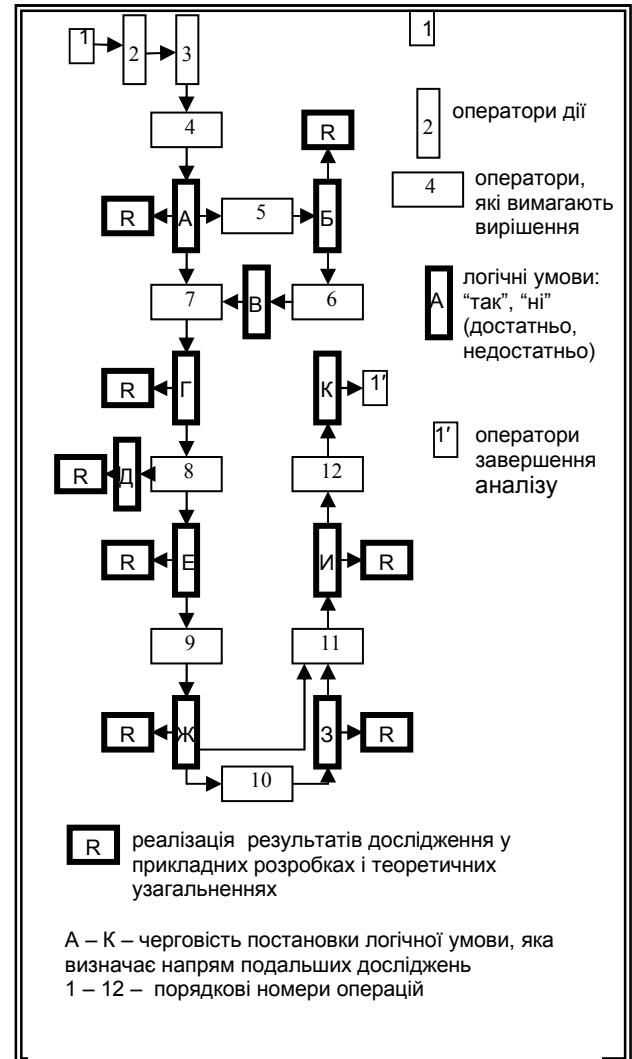 1
1
2
3
4
2
оператори дії
R
4
оператори,
які вимагають
вирішення
R
А
5
Б
А
логічні умови:
“так”, “ні”
(достатньо,
недостатньо)
7
В
6
R
Г
К
1′
1′
оператори
завершення
аналізу
R
Д
8
12
R
Е
И
R
9
11
R
Ж
З
R
10
R
реалізація результатів дослідження у
прикладних розробках і теоретичних
узагальненнях
А – К – черговість постановки логічної умови, яка
визначає напрям подальших досліджень
1 – 12 – порядкові номери операцій